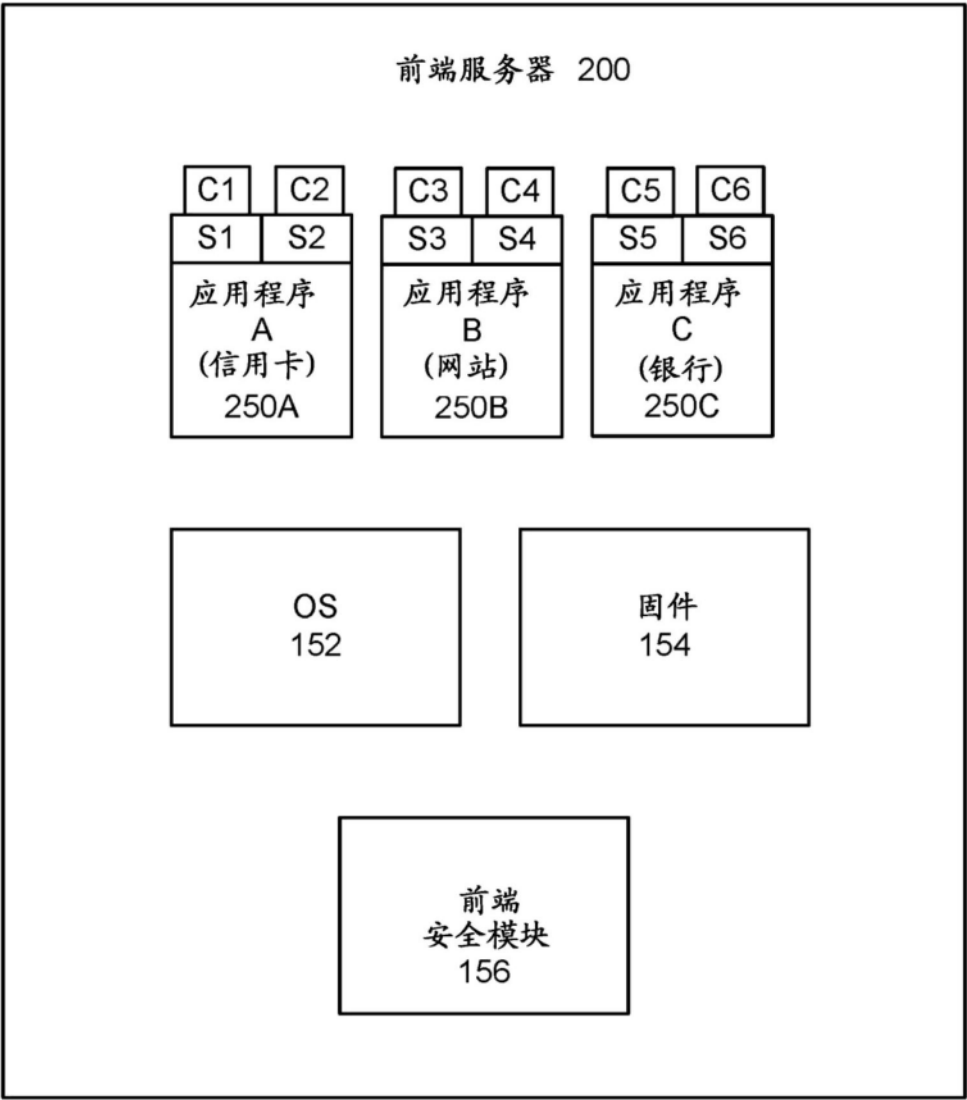 前端服务器 200
C1 C2 C3 C4 C5 C6
S1 S2 S3 S4 S5 S6
应用程序
A
(信用卡)
250A
应用程序
B
(网站)
250B
应用程序
C
(银行)
250C
OS
152
固件
154
前端
安全模块
156